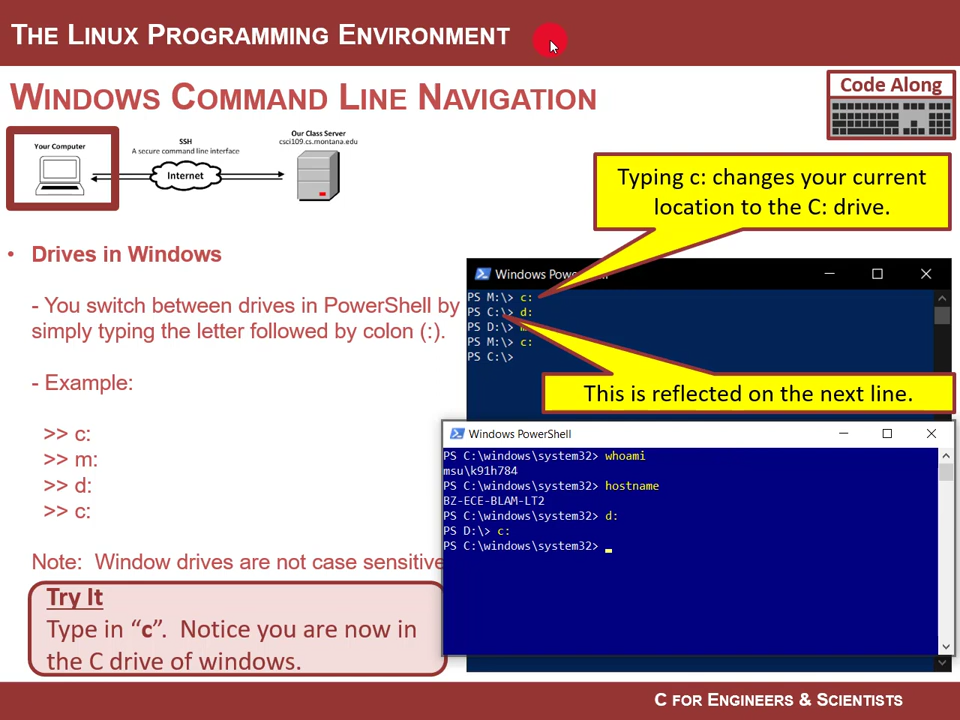 THE LINUX PROGRAMMING ENVIRONMENT
WINDOWS COMMAND LINE NAVIGATION
Code Along
Your Computer
SSH
A secure command line interface
Internet
Our Class Server
csci109.cs.montana.edu
Typing c: changes your current
location to the C: drive.
• Drives in Windows
- You switch between drives in PowerShell by
simply typing the letter followed by colon (:).
- Example:
>> c:
>> m:
>> d:
>> c:
Note: Window drives are not case sensitive
Try It
Type in “c”. Notice you are now in
the C drive of windows.
Windows
PS M:\> c:
PS C:\> d:
PS D:\>
PS M:\> c:
PS C:\>
This is reflected on the next line.
Windows PowerShell
PS C:\windows\system32> whoami
msu\k91h784
PS C:\windows\system32> hostname
BZ-ECE-BLAM-LT2
PS C:\windows\system32> d:
PS D:\> c:
PS C:\windows\system32> _
C FOR ENGINEERS & SCIENTISTS